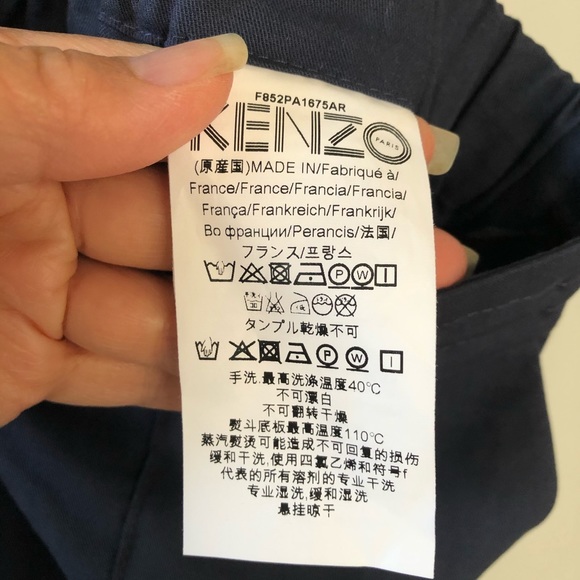 F852PA1675AR
KENZO
PARIS
(原産国)MADE IN/Fabriqué à/
France/France/Francia/Francia/
França/Frankreich/Frankrijk/
Во франции/Perancis/法国/
フランス/프랑스
P W
タンブル乾燥不可
P W
手洗,最高洗涤温度40°C
不可漂白
不可翻转干燥
熨斗底板最高温度110°C
蒸汽熨烫可能造成不可回复的损伤
缓和干洗,使用四氯乙烯和符号f
代表的所有溶剂的专业干洗
专业湿洗,缓和湿洗
悬挂晾干